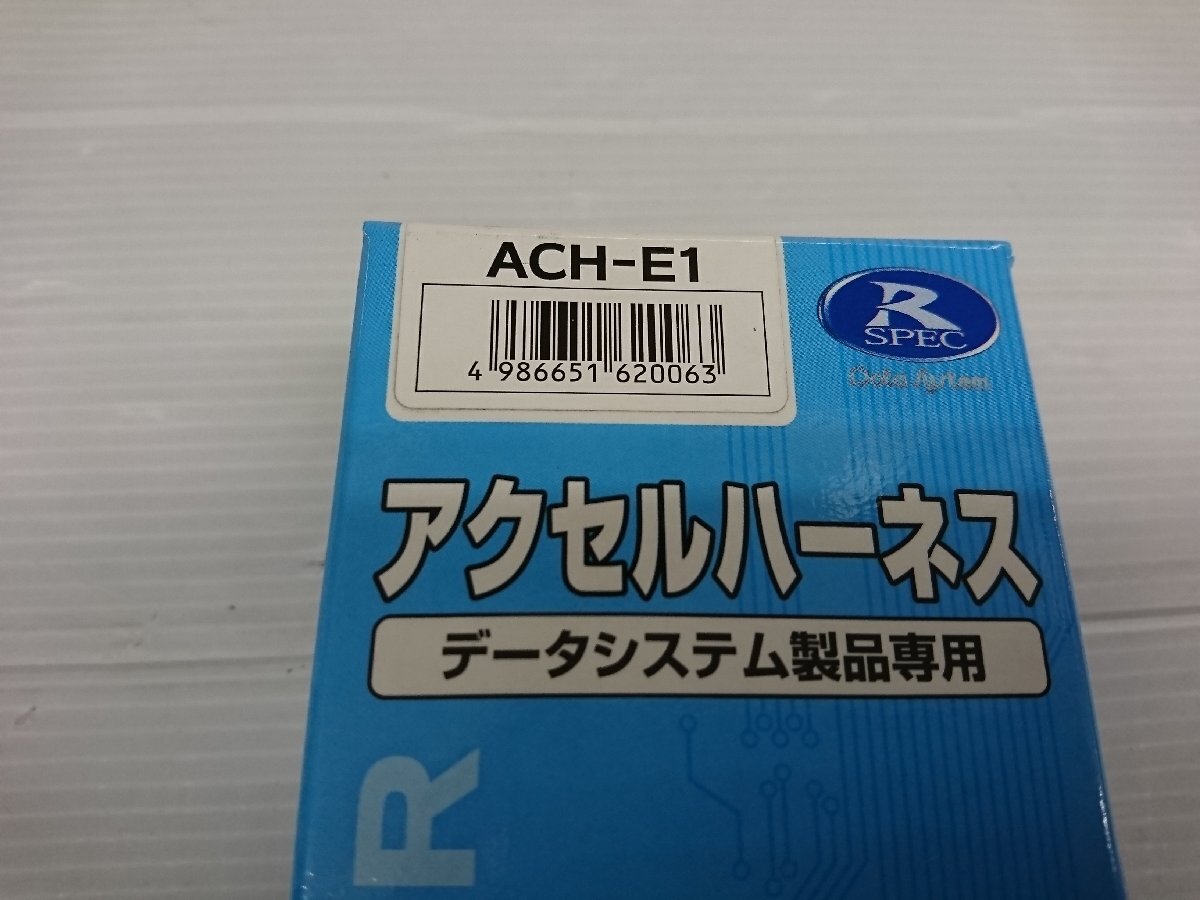 ACH-E1
4 986651 620063
R
SPEC
Data System
アクセルハーネス
データシステム製品専用
R